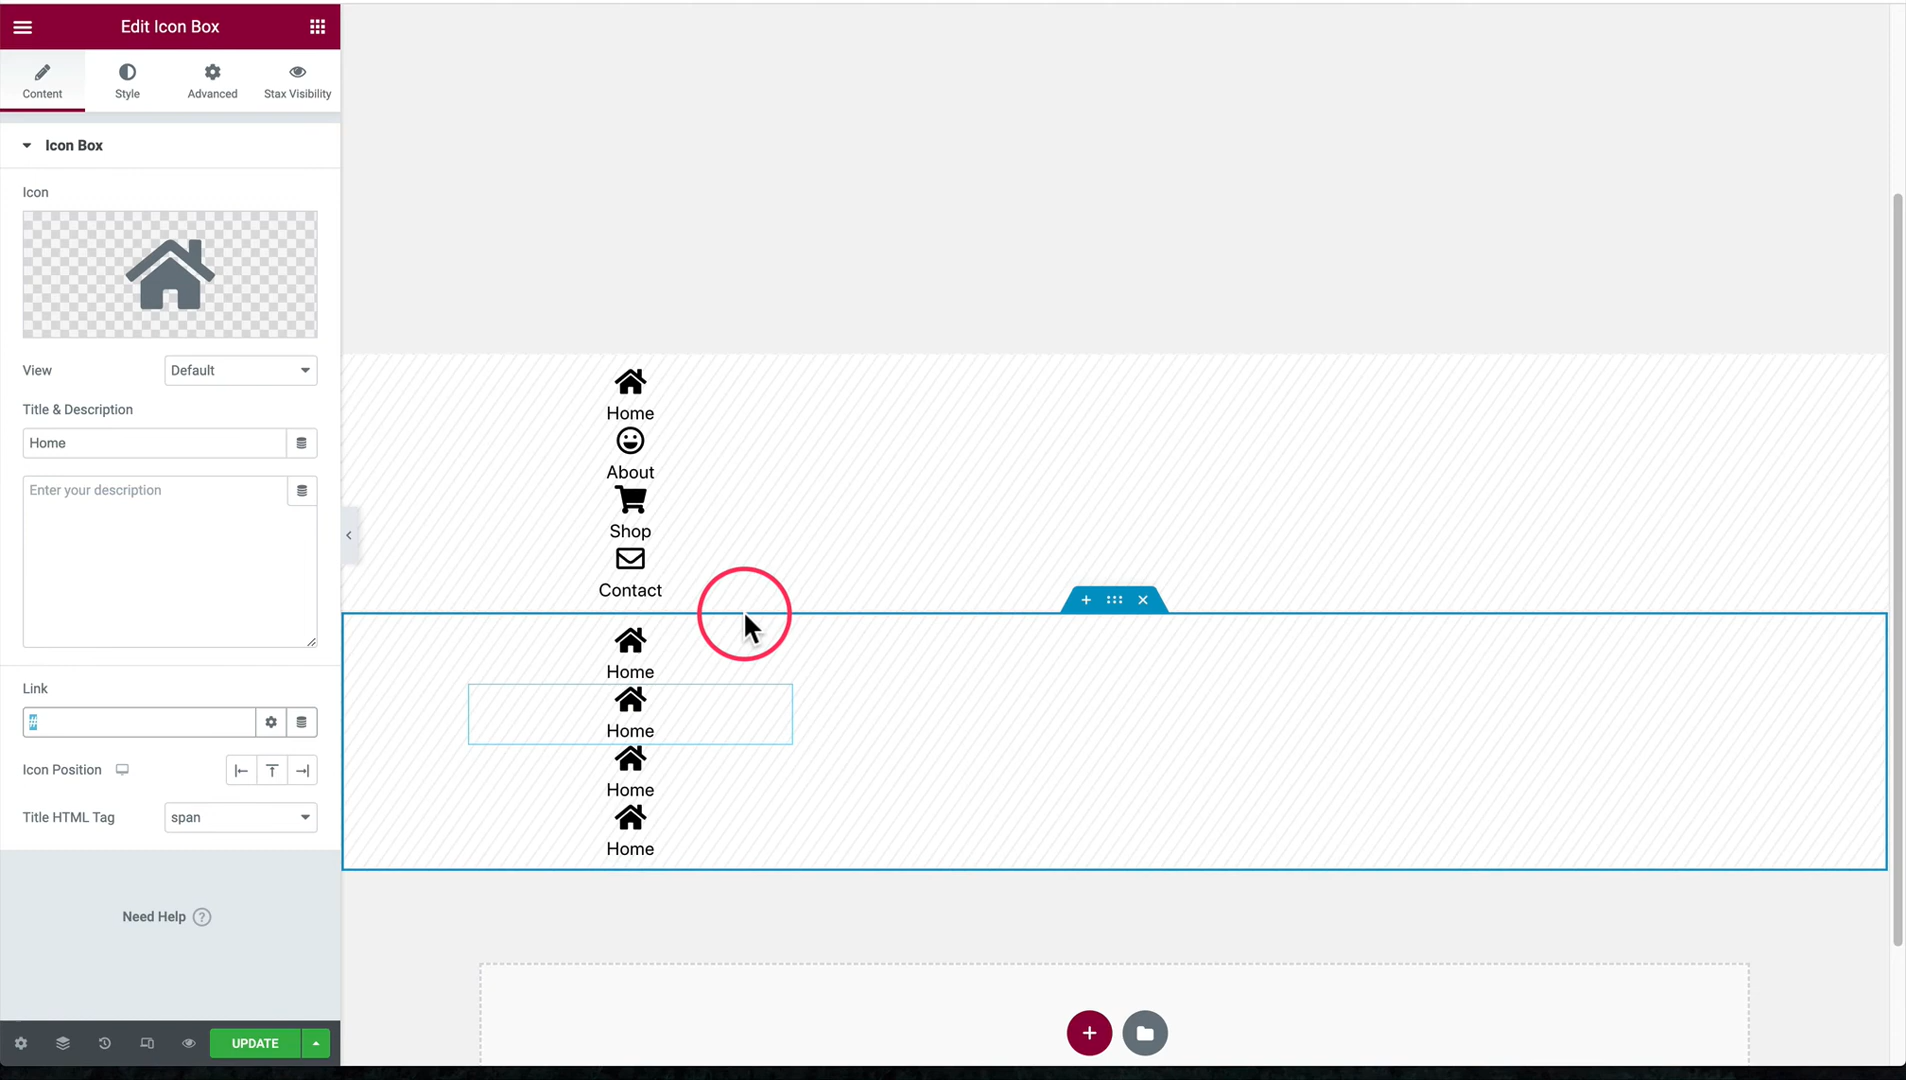 Edit Icon Box
Content
Style
Advanced
Stax Visibility
Icon Box
Icon
View
Default
Title & Description
Home
Enter your description
Link
#
Icon Position
Title HTML Tag
span
Need Help ?
UPDATE
Home
About
Shop
Contact
Home
Home
Home
Home